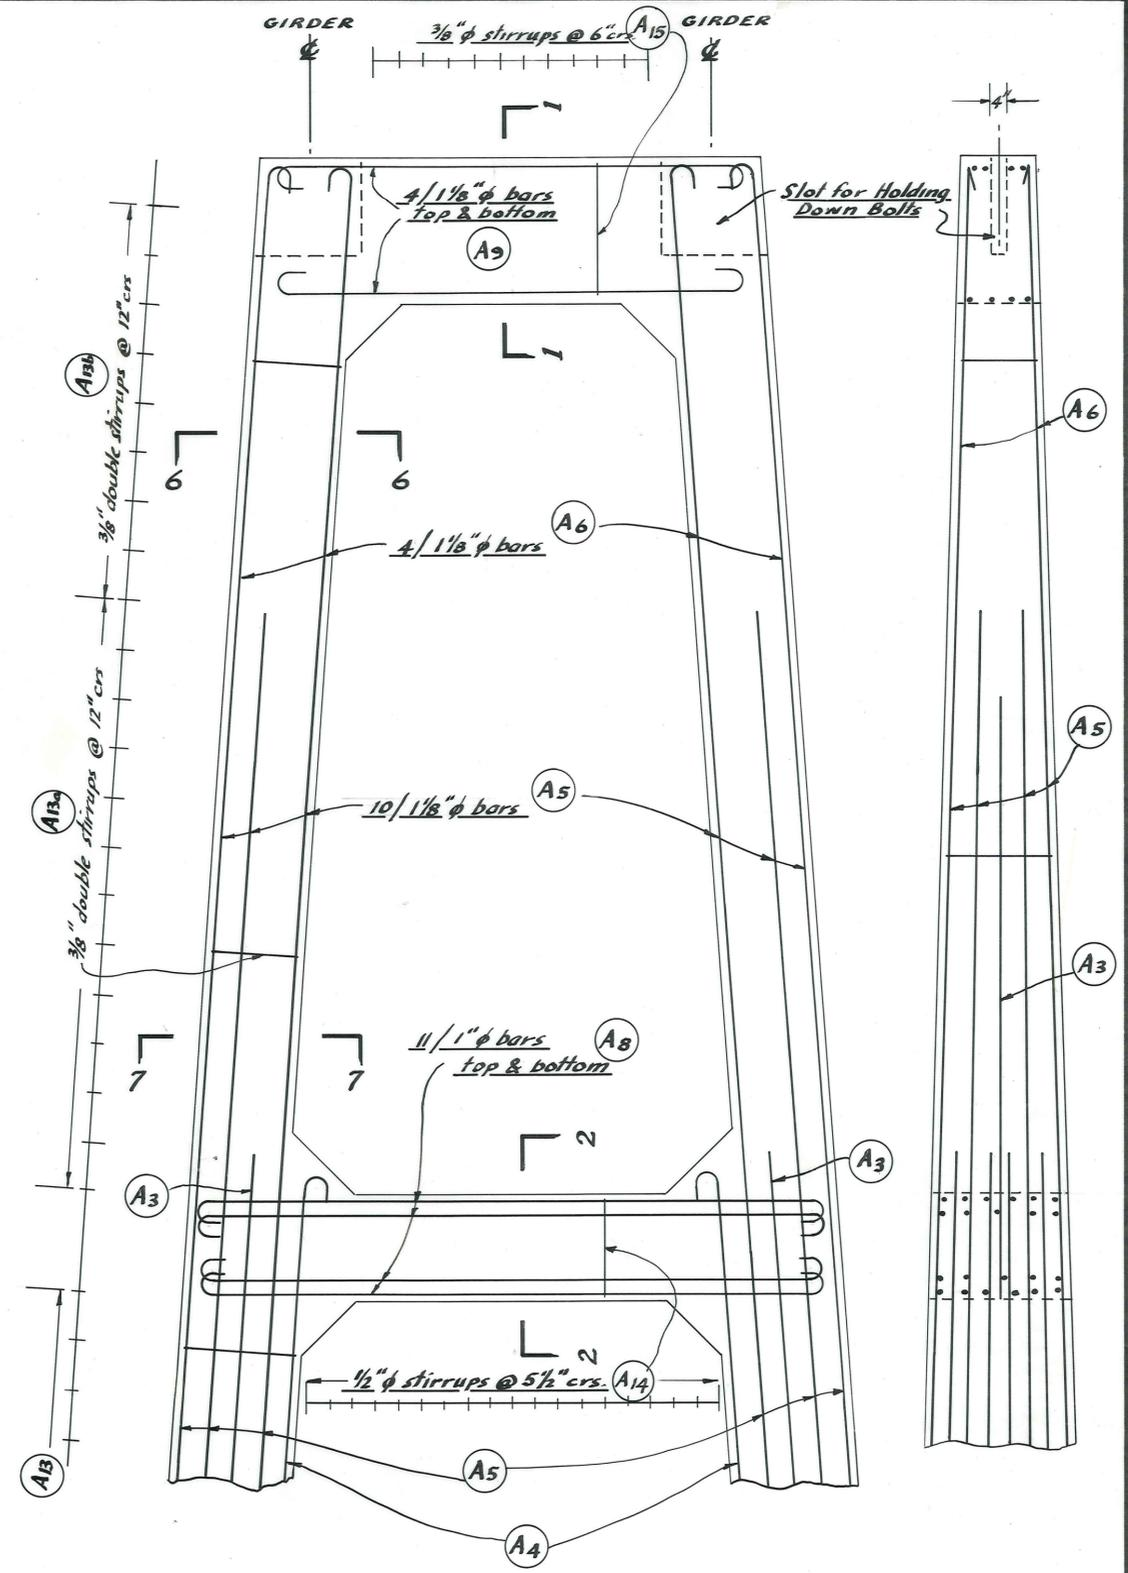 GIRDER
℄
3/8"ϕ stirrups @ 6"crs
A15
GIRDER
℄
1
4"
4/1⅛"ϕ bars
top & bottom
A9
Slot for Holding
Down Bolts
1
A13b
3/8" double stirrups @ 12"crs
6
6
A6
4/1⅛"ϕ bars
A6
A13a
3/8" double stirrups @ 12"crs
10/1⅛"ϕ bars
A5
A5
A3
7
7
11/1"ϕ bars
top & bottom
A8
2
A3
A3
2
½"ϕ stirrups @ 5½"crs.
A14
A13
A5
A4